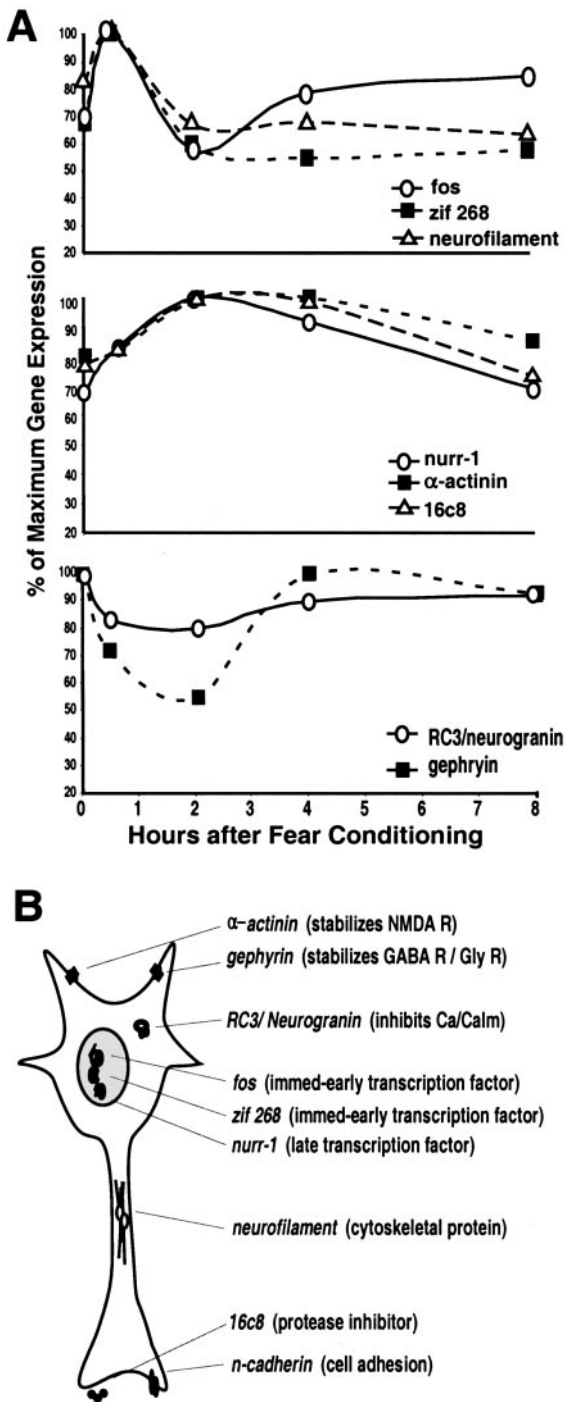 A
% of Maximum Gene Expression
100
90
80
70
60
50
40
30
20
fos
zif 268
neurofilament
100
90
80
70
60
50
40
30
20
nurr-1
α-actinin
16c8
100
90
80
70
60
50
40
30
20
RC3/neurogranin
gephryin
0 1 2 3 4 5 6 7 8
Hours after Fear Conditioning
B
α-actinin (stabilizes NMDA R)
gephyrin (stabilizes GABA R / Gly R)
RC3/ Neurogranin (inhibits Ca/Calm)
fos (immed-early transcription factor)
zif 268 (immed-early transcription factor)
nurr-1 (late transcription factor)
neurofilament (cytoskeletal protein)
16c8 (protease inhibitor)
n-cadherin (cell adhesion)